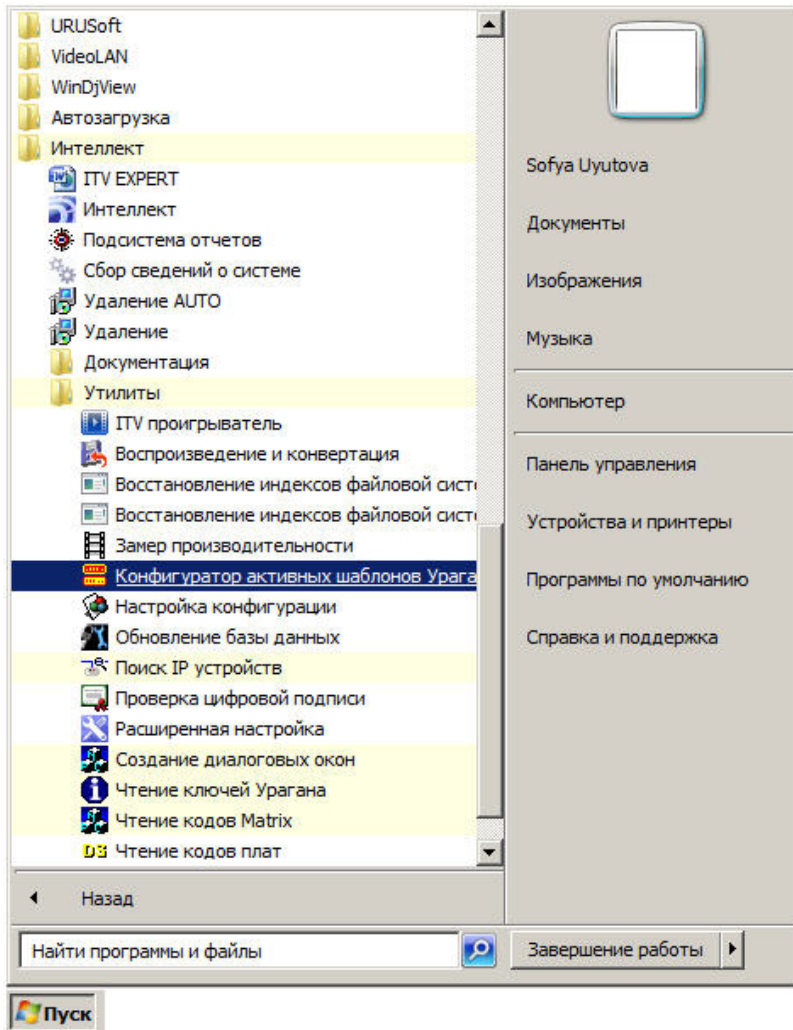 URUSoft
VideoLAN
WinDjView
Автозагрузка
Интеллект
ITV EXPERT
Интеллект
Подсистема отчетов
Сбор сведений о системе
Удаление AUTO
Удаление
Документация
Утилиты
ITV проигрыватель
Воспроизведение и конвертация
Восстановление индексов файловой сист
Восстановление индексов файловой сист
Замер производительности
Конфигуратор активных шаблонов Урага
Настройка конфигурации
Обновление базы данных
Поиск IP устройств
Проверка цифровой подписи
Расширенная настройка
Создание диалоговых окон
Чтение ключей Урагана
Чтение кодов Matrix
Чтение кодов плат
Назад
Найти программы и файлы
Sofya Uyutova
Документы
Изображения
Музыка
Компьютер
Панель управления
Устройства и принтеры
Программы по умолчанию
Справка и поддержка
Завершение работы
Пуск